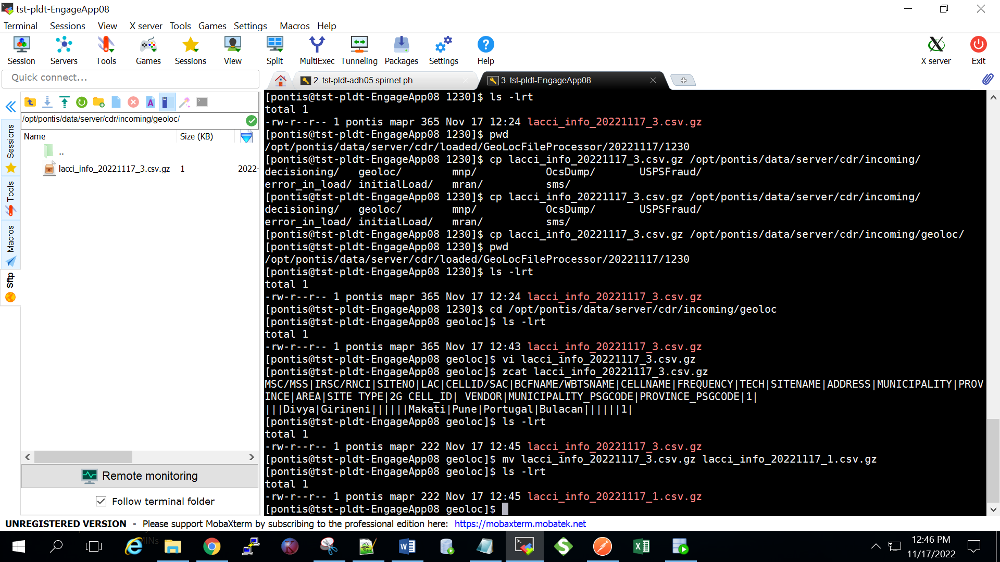 tst-pldt-EngageApp08
Terminal Sessions View X server Tools Games Settings Macros Help
Session Servers Tools Games Sessions View Split MultiExec Tunneling Packages Settings Help X server Exit
Quick connect...
2. tst-pldt-adh05.spirnet.ph
3. tst-pldt-EngageApp08
/opt/pontis/data/server/cdr/incoming/geoloc/
Name Size (KB)
..
lacci_info_20221117_3.csv.gz 1 2022-
Sessions
Tools
Macros
Sftp
Remote monitoring
Follow terminal folder
[pontis@tst-pldt-EngageApp08 1230]$ ls -lrt
total 1
-rw-r--r-- 1 pontis mapr 365 Nov 17 12:24 lacci_info_20221117_3.csv.gz
[pontis@tst-pldt-EngageApp08 1230]$ pwd
/opt/pontis/data/server/cdr/loaded/GeoLocFileProcessor/20221117/1230
[pontis@tst-pldt-EngageApp08 1230]$ cp lacci_info_20221117_3.csv.gz /opt/pontis/data/server/cdr/incoming/
decisioning/ geoloc/ mnp/ OcsDump/ USPSFraud/
error_in_load/ initialLoad/ mran/ sms/
[pontis@tst-pldt-EngageApp08 1230]$ cp lacci_info_20221117_3.csv.gz /opt/pontis/data/server/cdr/incoming/
decisioning/ geoloc/ mnp/ OcsDump/ USPSFraud/
error_in_load/ initialLoad/ mran/ sms/
[pontis@tst-pldt-EngageApp08 1230]$ cp lacci_info_20221117_3.csv.gz /opt/pontis/data/server/cdr/incoming/geoloc/
[pontis@tst-pldt-EngageApp08 1230]$ pwd
/opt/pontis/data/server/cdr/loaded/GeoLocFileProcessor/20221117/1230
[pontis@tst-pldt-EngageApp08 1230]$ ls -lrt
total 1
-rw-r--r-- 1 pontis mapr 365 Nov 17 12:24 lacci_info_20221117_3.csv.gz
[pontis@tst-pldt-EngageApp08 1230]$ cd /opt/pontis/data/server/cdr/incoming/geoloc
[pontis@tst-pldt-EngageApp08 geoloc]$ ls -lrt
total 1
-rw-r--r-- 1 pontis mapr 365 Nov 17 12:43 lacci_info_20221117_3.csv.gz
[pontis@tst-pldt-EngageApp08 geoloc]$ vi lacci_info_20221117_3.csv.gz
[pontis@tst-pldt-EngageApp08 geoloc]$ zcat lacci_info_20221117_3.csv.gz
MSC/MSS|IRSC/RNCI|SITENO|LAC|CELLID/SAC|BCFNAME/WBTSNAME|CELLNAME|FREQUENCY|TECH|SITENAME|ADDRESS|MUNICIPALITY|PROV
INCE|AREA|SITE TYPE|2G CELL_ID| VENDOR|MUNICIPALITY_PSGCODE|PROVINCE_PSGCODE|1|
|||Divya|Girineni||||||Makati|Pune|Portugal|Bulacan||||||1|
[pontis@tst-pldt-EngageApp08 geoloc]$ ls -lrt
total 1
-rw-r--r-- 1 pontis mapr 222 Nov 17 12:45 lacci_info_20221117_3.csv.gz
[pontis@tst-pldt-EngageApp08 geoloc]$ mv lacci_info_20221117_3.csv.gz lacci_info_20221117_1.csv.gz
[pontis@tst-pldt-EngageApp08 geoloc]$ ls -lrt
total 1
-rw-r--r-- 1 pontis mapr 222 Nov 17 12:45 lacci_info_20221117_1.csv.gz
[pontis@tst-pldt-EngageApp08 geoloc]$
UNREGISTERED VERSION - Please support MobaXterm by subscribing to the professional edition here: https://mobaxterm.mobatek.net
12:46 PM
11/17/2022